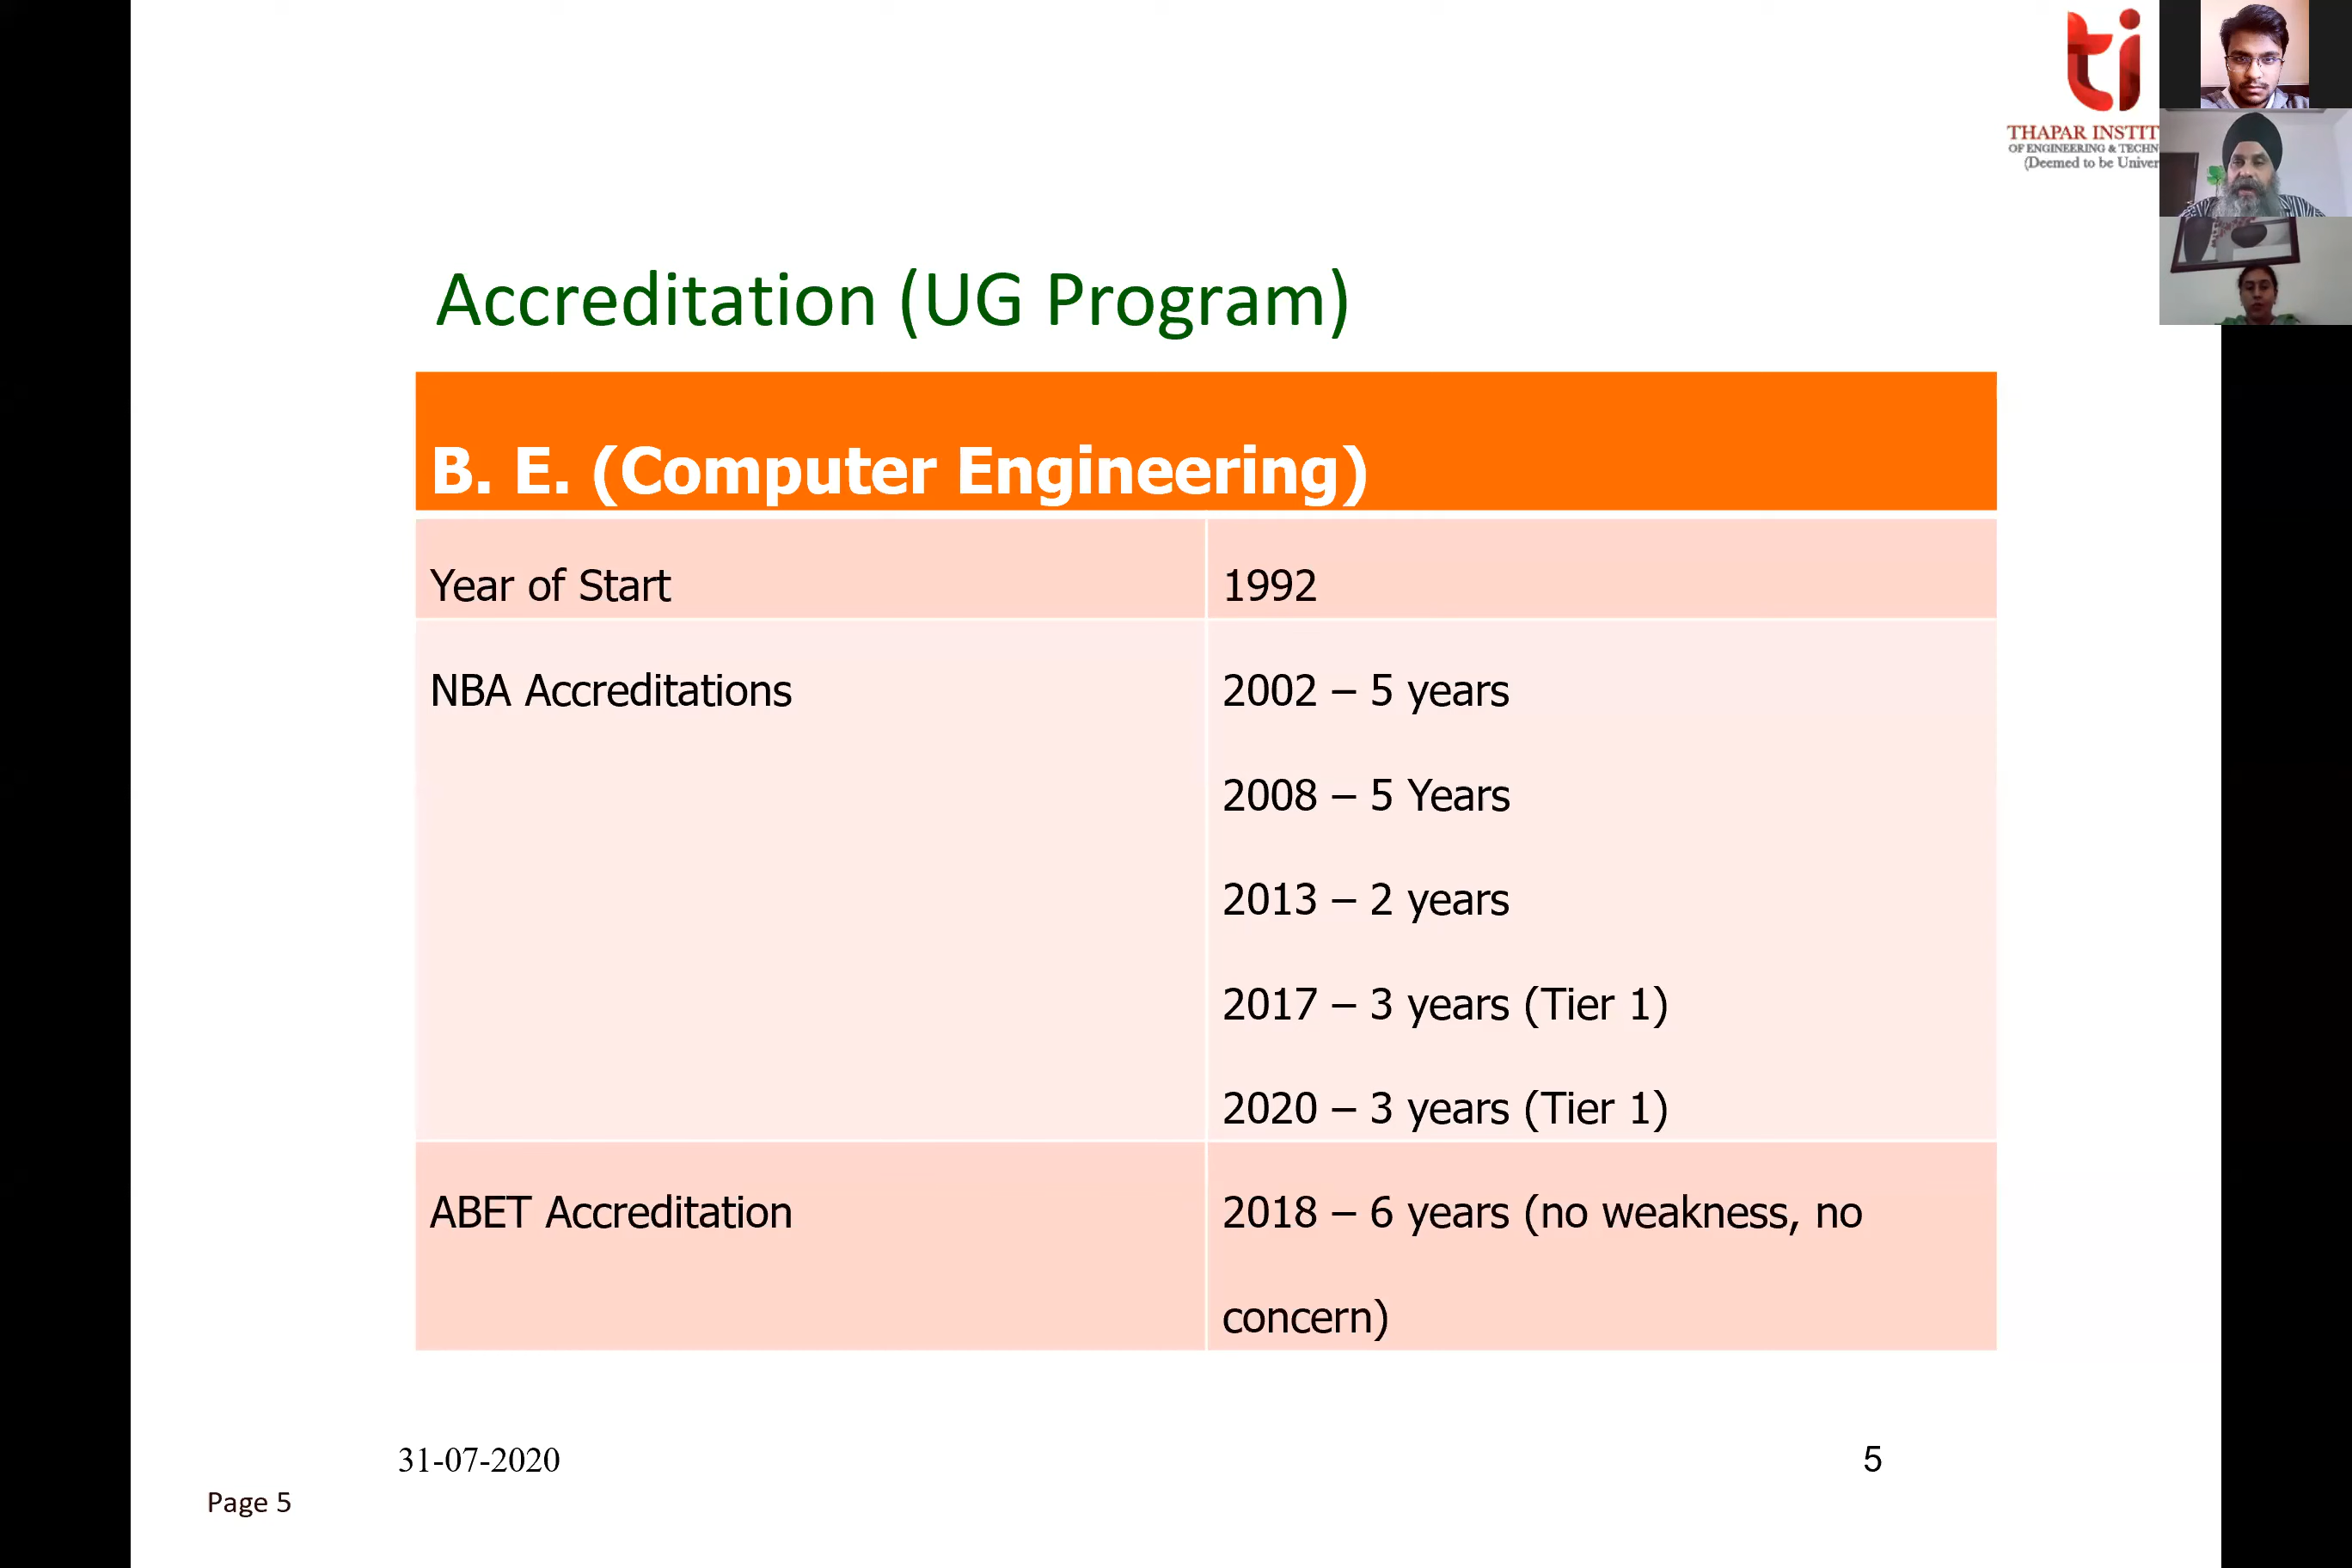 ti
THAPAR INSTIT
OF ENGINEERING & TECHN
(Deemed to be Univer
Accreditation (UG Program)
B. E. (Computer Engineering)
Year of Start 1992
NBA Accreditations 2002 – 5 years
2008 – 5 Years
2013 – 2 years
2017 – 3 years (Tier 1)
2020 – 3 years (Tier 1)
ABET Accreditation 2018 – 6 years (no weakness, no
concern)
31-07-2020 5
Page 5